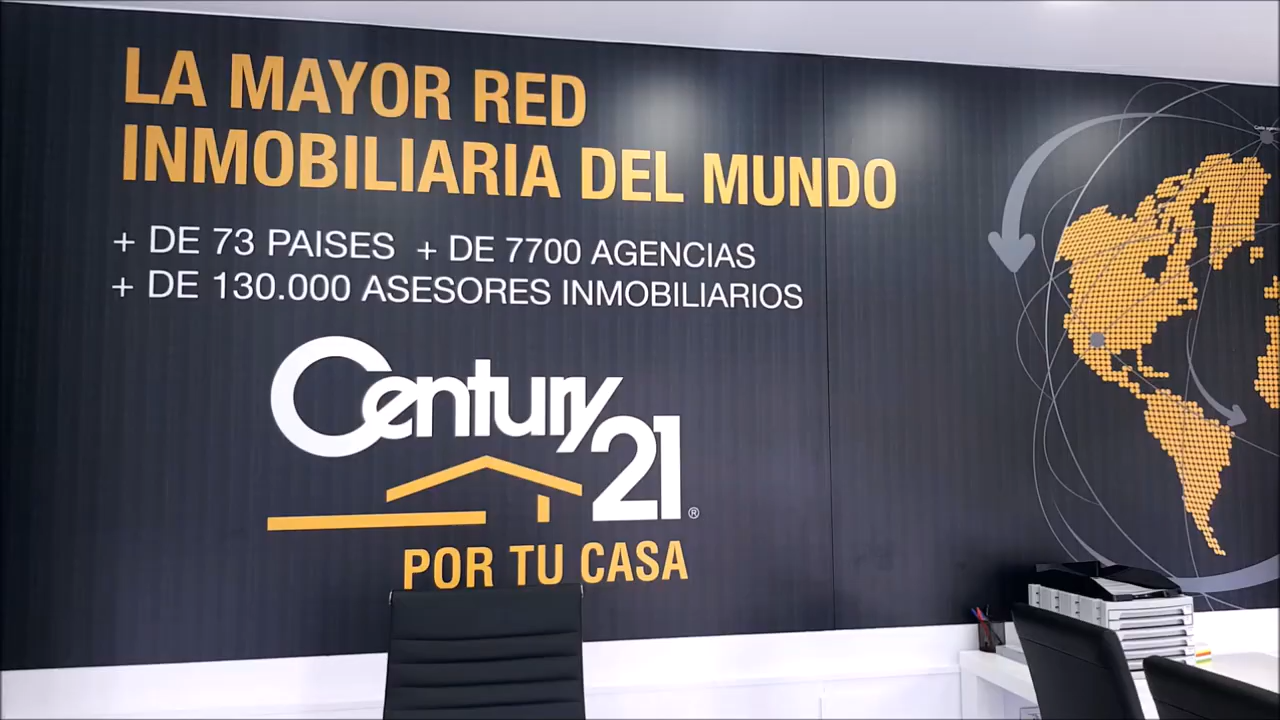 LA MAYOR RED
INMOBILIARIA DEL MUNDO
+ DE 73 PAISES + DE 7700 AGENCIAS
+ DE 130.000 ASESORES INMOBILIARIOS
Century
21®
POR TU CASA